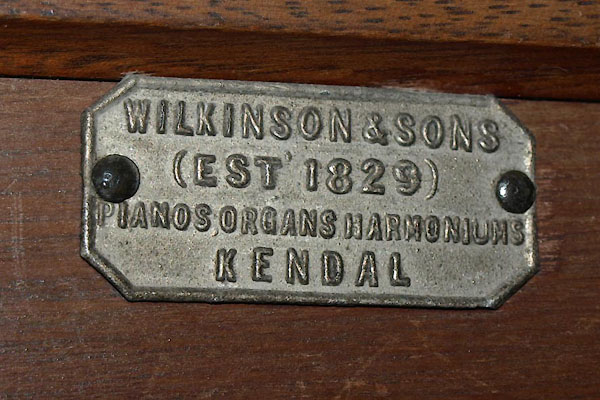 WILKINSON & SONS
(EST' 1829)
PIANOS, ORGANS, HARMONIUMS
KENDAL